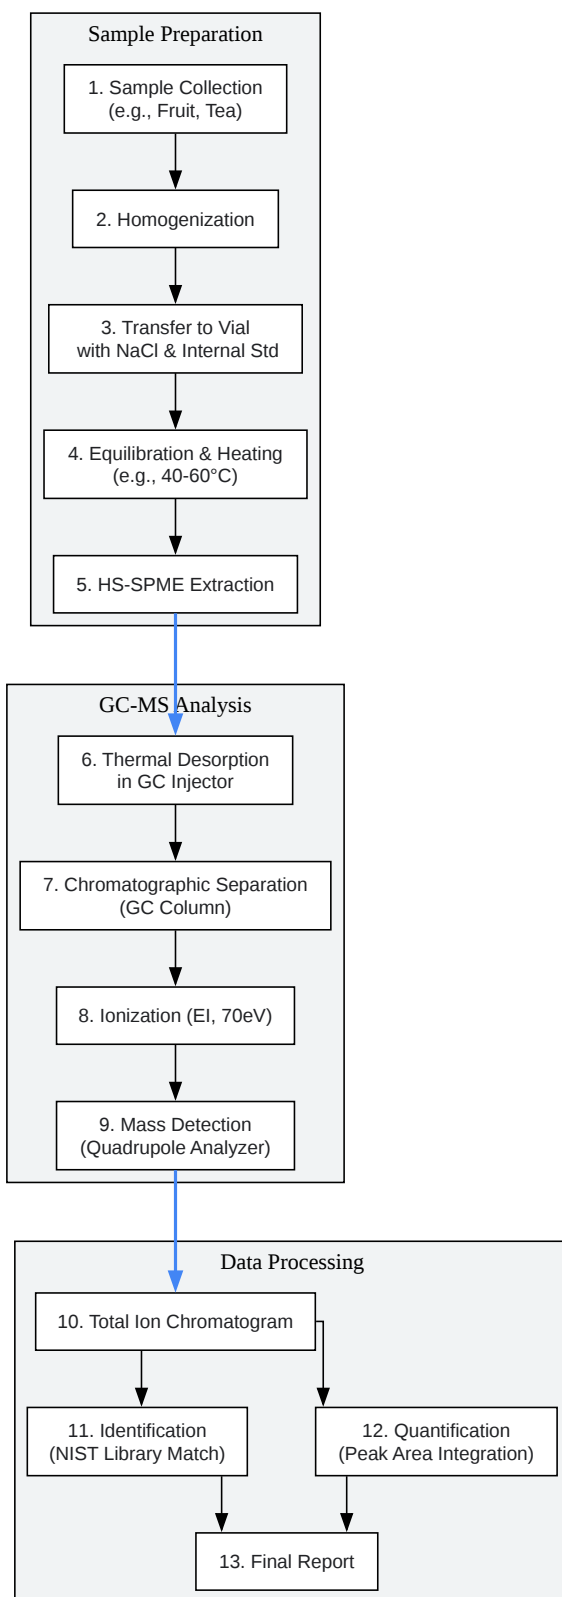 Sample Preparation
1. Sample Collection
(e.g., Fruit, Tea)
2. Homogenization
3. Transfer to Vial
with NaCl & Internal Std
4. Equilibration & Heating
(e.g., 40-60°C)
5. HS-SPME Extraction
GC-MS Analysis
6. Thermal Desorption
in GC Injector
7. Chromatographic Separation
(GC Column)
8. Ionization (EI, 70eV)
9. Mass Detection
(Quadrupole Analyzer)
Data Processing
10. Total Ion Chromatogram
11. Identification
(NIST Library Match)
12. Quantification
(Peak Area Integration)
13. Final Report